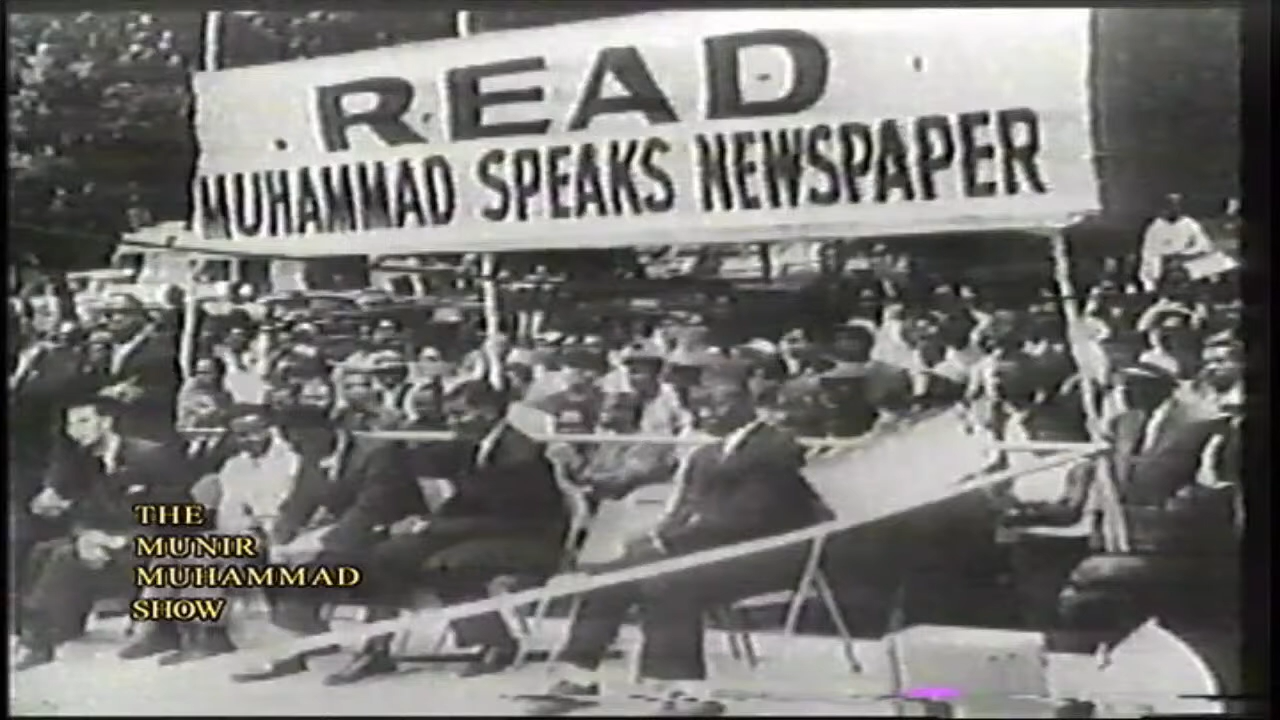 READ
MUHAMMAD SPEAKS NEWSPAPER
THE
MUNIR
MUHAMMAD
SHOW